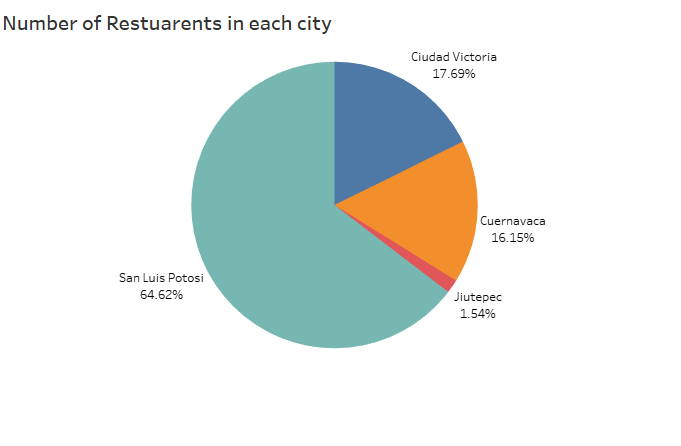 Number of Restuarents in each city
Ciudad Victoria
17.69%
Cuernavaca
16.15%
San Luis Potosi
64.62%
Jiutepec
1.54%